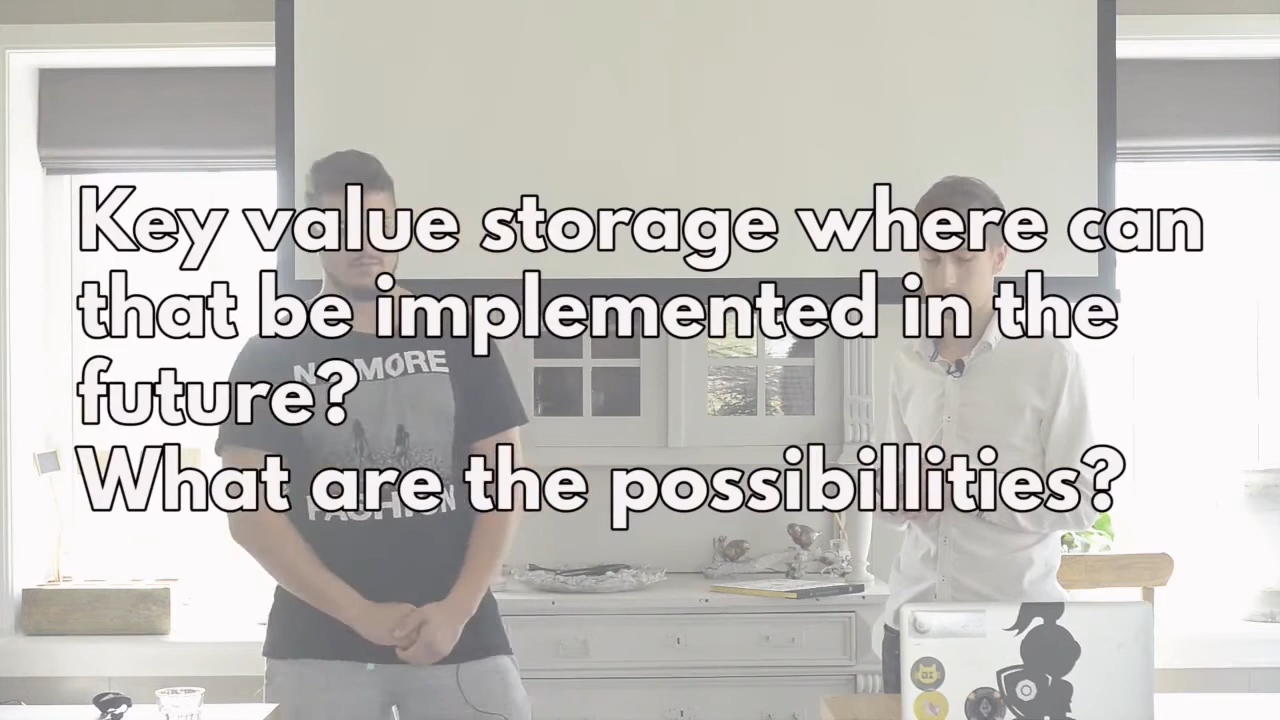 Key value storage where can
that be implemented in the
future?
What are the possibillities?
NO MORE
FASHION